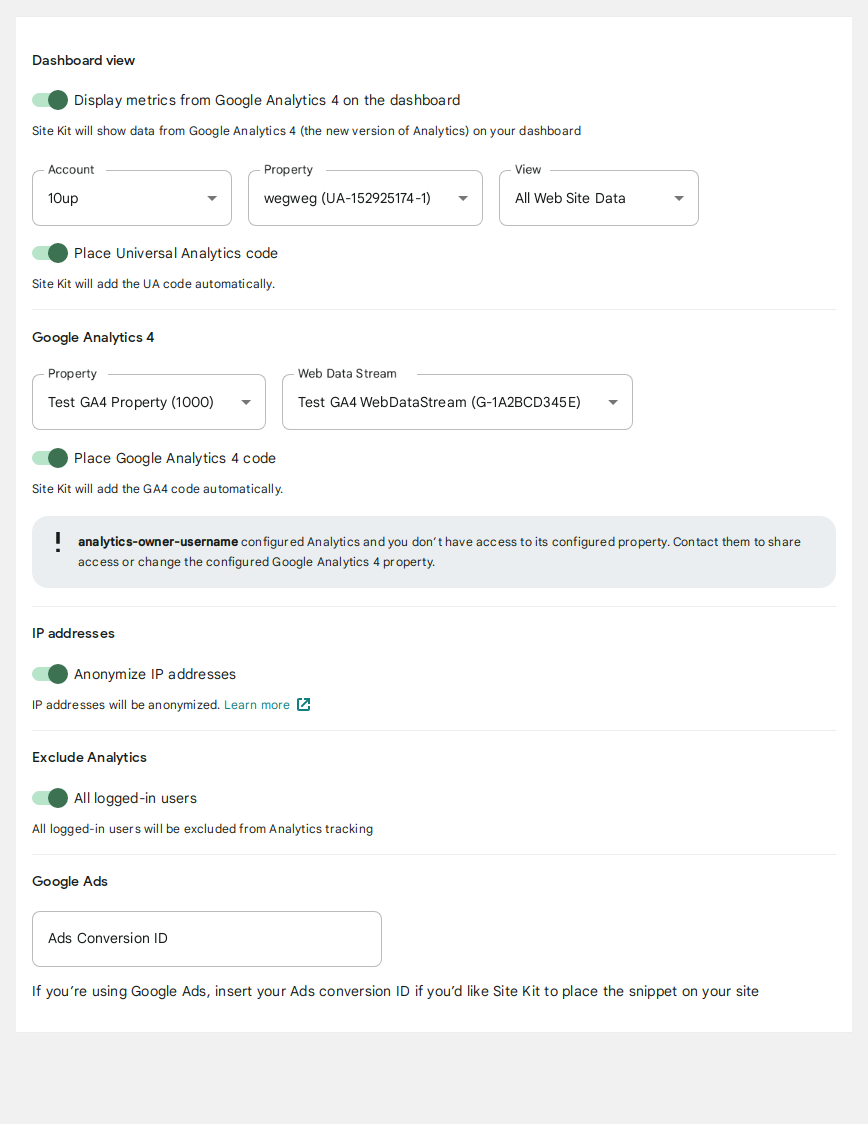 Dashboard view
Display metrics from Google Analytics 4 on the dashboard
Site Kit will show data from Google Analytics 4 (the new version of Analytics) on your dashboard
Account
Property
View
10up
wegweg (UA-152925174-1)
All Web Site Data
Place Universal Analytics code
Site Kit will add the UA code automatically.
Google Analytics 4
Property
Web Data Stream
Test GA4 Property (1000)
Test GA4 WebDataStream (G-1A2BCD345E)
Place Google Analytics 4 code
Site Kit will add the GA4 code automatically.
analytics-owner-username configured Analytics and you don’t have access to its configured property. Contact them to share
access or change the configured Google Analytics 4 property.
IP addresses
Anonymize IP addresses
IP addresses will be anonymized. Learn more
Exclude Analytics
All logged-in users
All logged-in users will be excluded from Analytics tracking
Google Ads
Ads Conversion ID
If you’re using Google Ads, insert your Ads conversion ID if you’d like Site Kit to place the snippet on your site